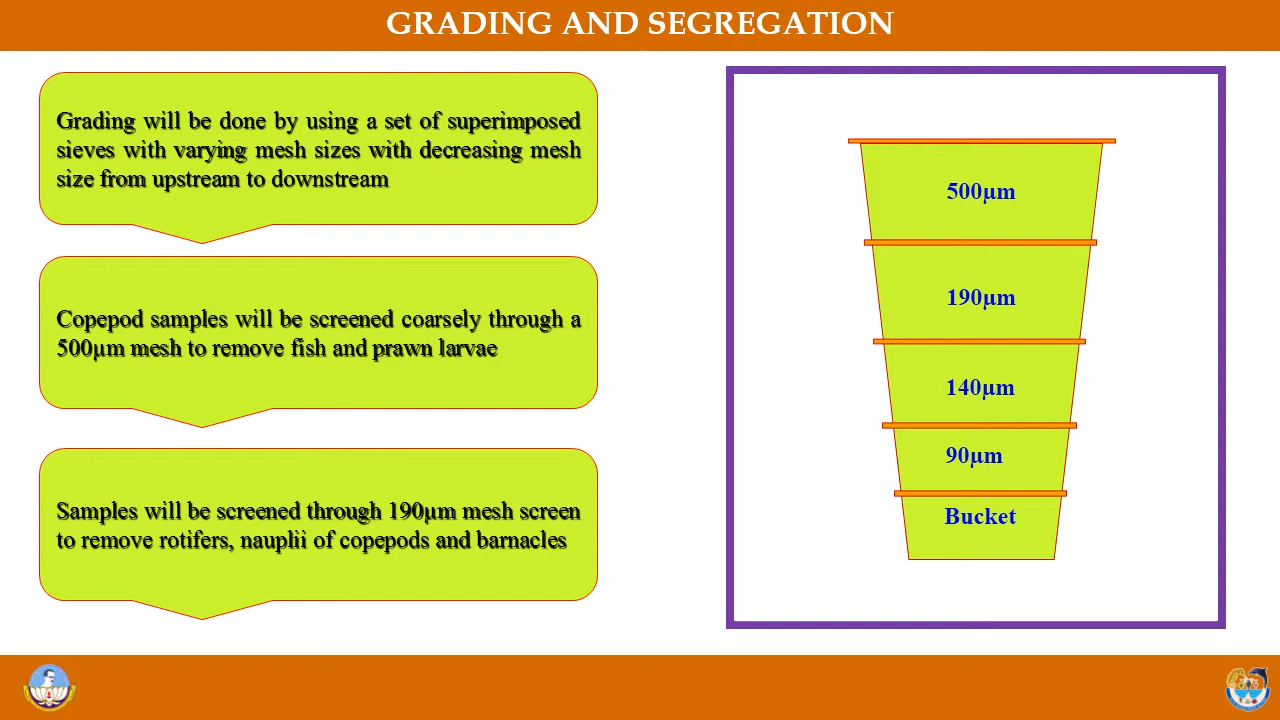 GRADING AND SEGREGATION
Grading will be done by using a set of superimposed
sieves with varying mesh sizes with decreasing mesh
size from upstream to downstream
Copepod samples will be screened coarsely through a
500µm mesh to remove fish and prawn larvae
Samples will be screened through 190µm mesh screen
to remove rotifers, nauplii of copepods and barnacles
500µm
190µm
140µm
90µm
Bucket